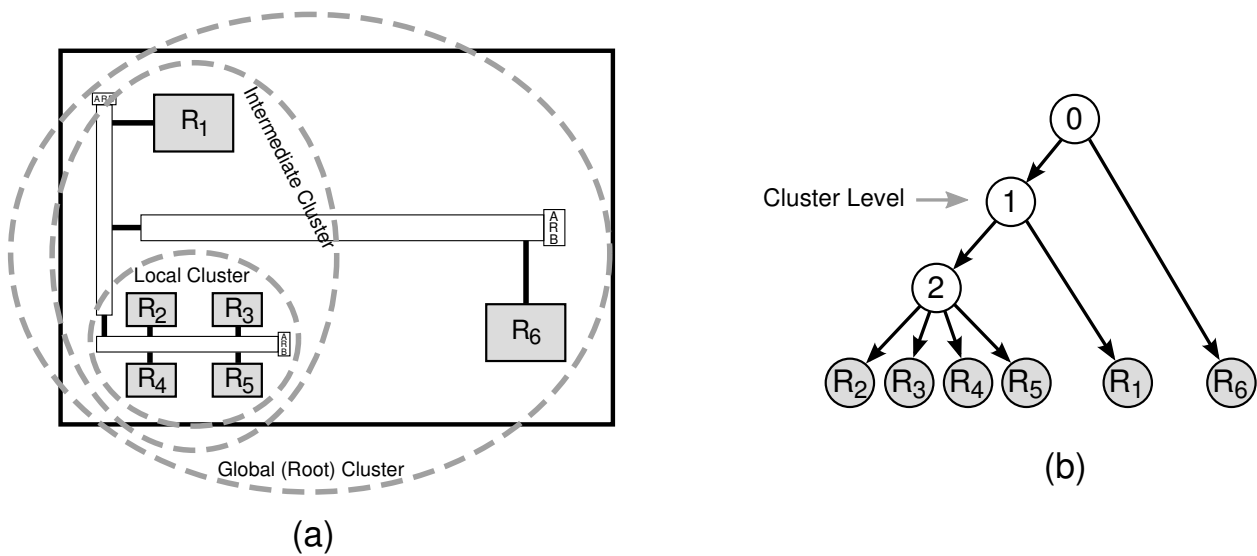 ARB
R1
Intermediate Cluster
ARB
Local Cluster
R2
R3
ARB
R4
R5
R6
Global (Root) Cluster
(a)
0
Cluster Level
1
2
R2
R3
R4
R5
R1
R6
(b)